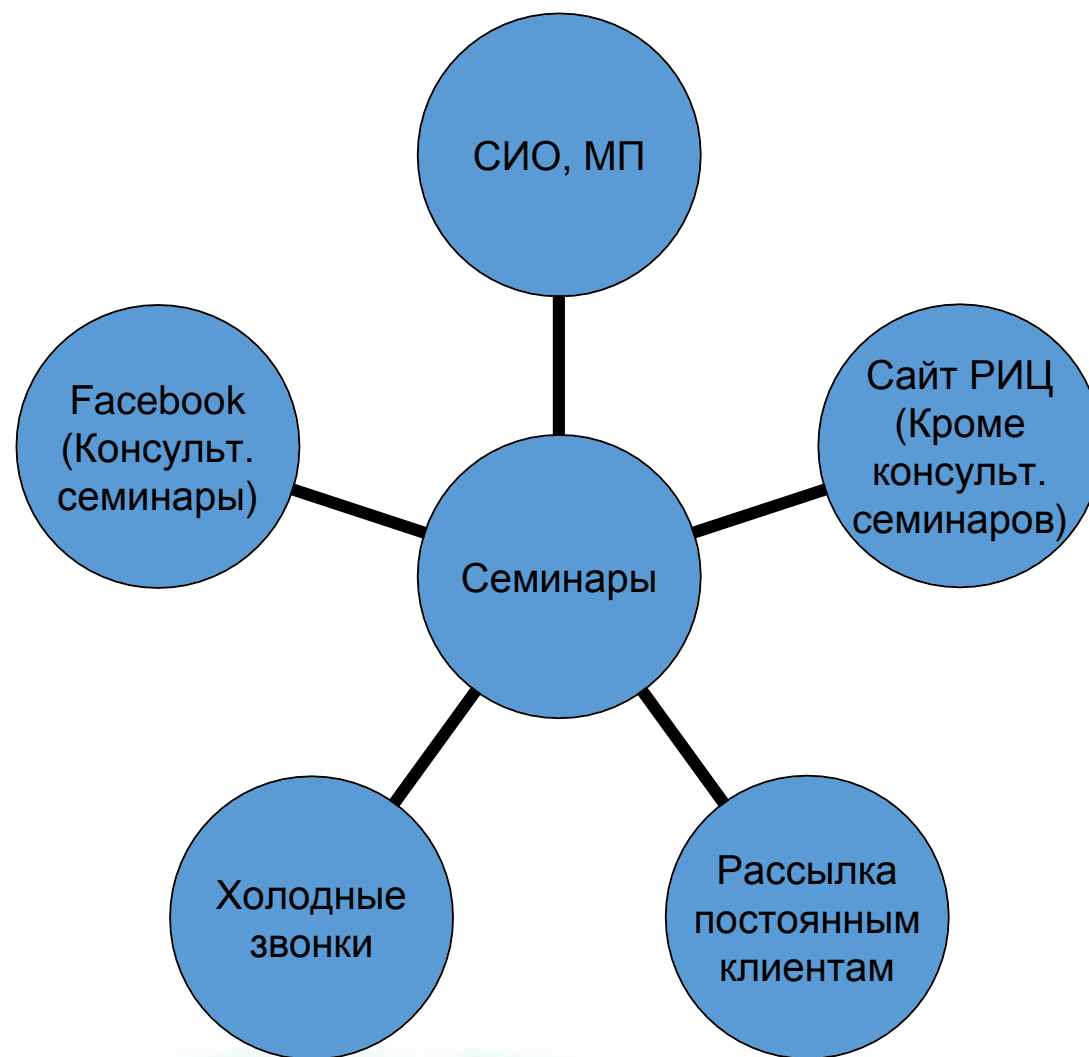 СИО, МП
Facebook
(Консульт.
семинары)
Сайт РИЦ
(Кроме
консульт.
семинаров)
Семинары
Холодные
звонки
Рассылка
постоянным
клиентам